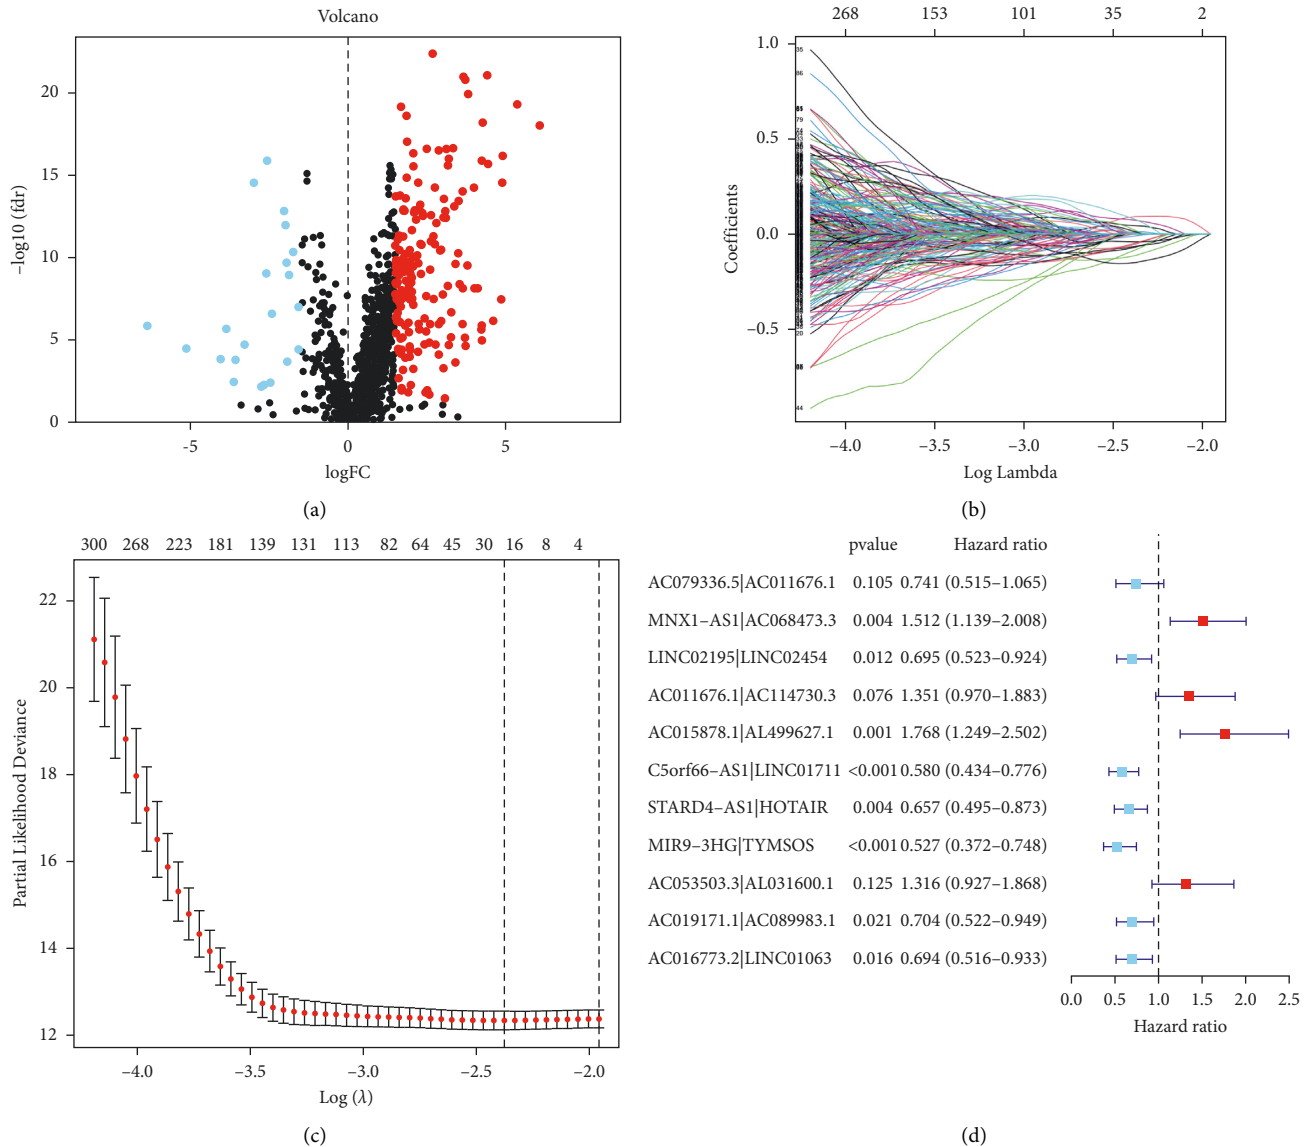 Volcano
20
15
10
5
0
−log10 (fdr)
-5
0
5
logFC
(a)
268
153
101
35
2
1.0
0.5
0.0
−0.5
Coefficients
−4.0
−3.5
−3.0
−2.5
−2.0
Log Lambda
(b)
300
268
223
181
139
131
113
82
64
45
30
16
8
4
22
20
18
16
14
12
Partial Likelihood Deviance
−4.0
−3.5
−3.0
−2.5
−2.0
Log (λ)
(c)
pvalue Hazard ratio
AC079336.5|AC011676.1 0.105 0.741 (0.515−1.065)
MNX1−AS1|AC068473.3 0.004 1.512 (1.139−2.008)
LINC02195|LINC02454 0.012 0.695 (0.523−0.924)
AC011676.1|AC114730.3 0.076 1.351 (0.970−1.883)
AC015878.1|AL499627.1 0.001 1.768 (1.249−2.502)
C5orf66−AS1|LINC01711 <0.001 0.580 (0.434−0.776)
STARD4−AS1|HOTAIR 0.004 0.657 (0.495−0.873)
MIR9−3HG|TYMSOS <0.001 0.527 (0.372−0.748)
AC053503.3|AL031600.1 0.125 1.316 (0.927−1.868)
AC019171.1|AC089983.1 0.021 0.704 (0.522−0.949)
AC016773.2|LINC01063 0.016 0.694 (0.516−0.933)
0.0
0.5
1.0
1.5
2.0
2.5
Hazard ratio
(d)